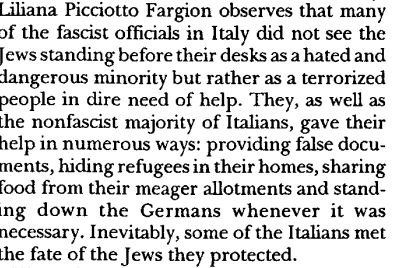 Liliana Picciotto Fargion observes that many
of the fascist officials in Italy did not see the
Jews standing before their desks as a hated and
dangerous minority but rather as a terrorized
people in dire need of help. They, as well as
the nonfascist majority of Italians, gave their
help in numerous ways: providing false docu-
ments, hiding refugees in their homes, sharing
food from their meager allotments and stand-
ing down the Germans whenever it was
necessary. Inevitably, some of the Italians met
the fate of the Jews they protected.